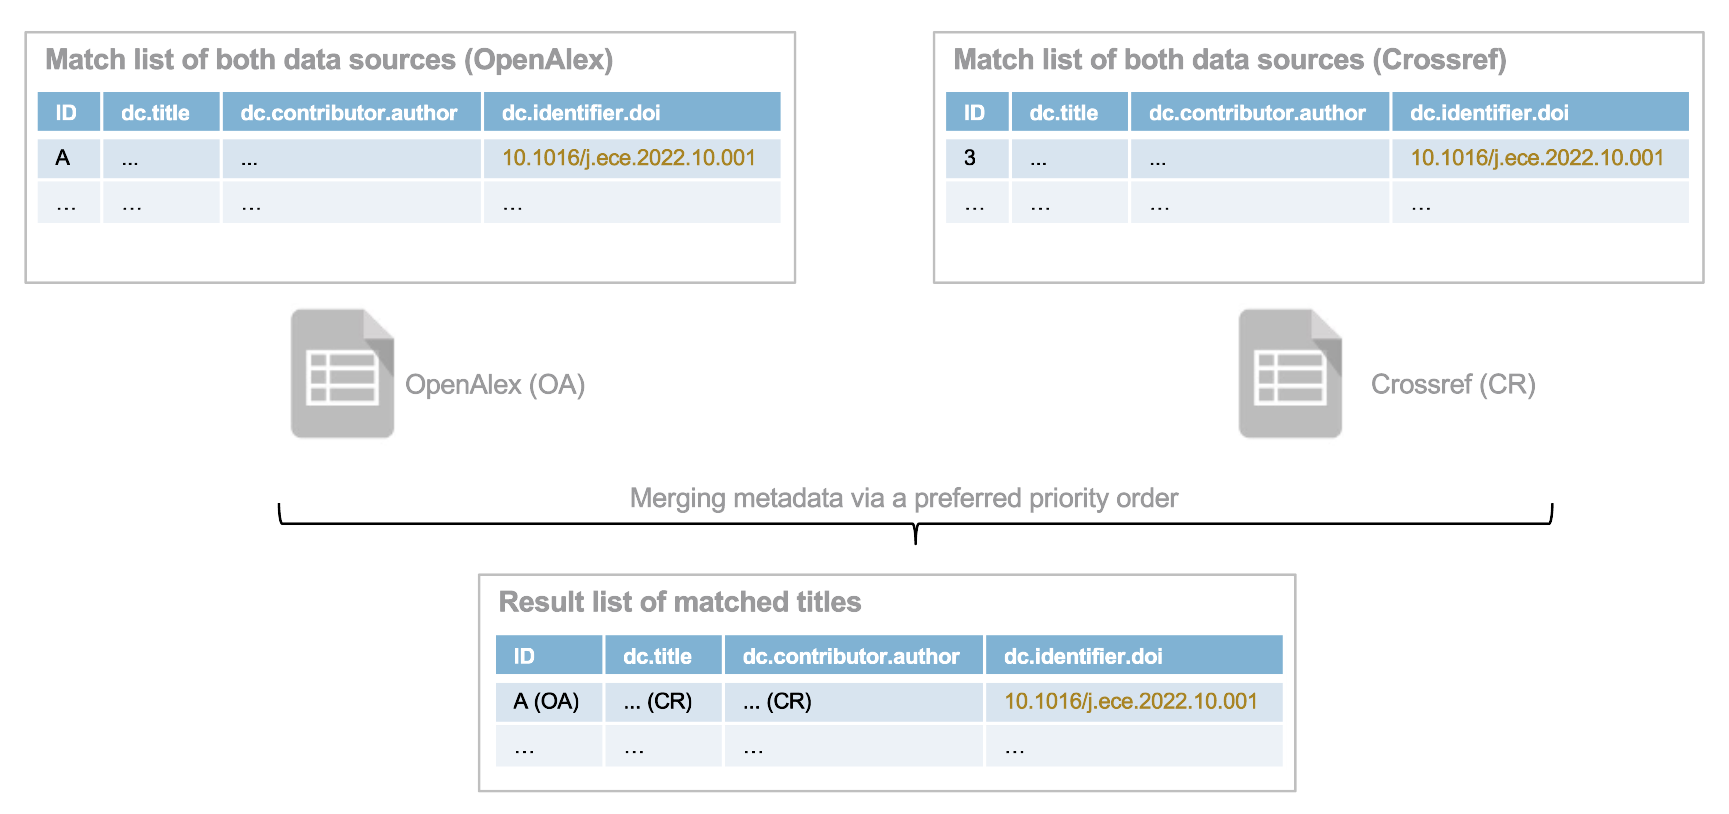 Match list of both data sources (OpenAlex)
ID dc.title dc.contributor.author dc.identifier.doi
A ... ... 10.1016/j.ece.2022.10.001
... ... ... ...
Match list of both data sources (Crossref)
ID dc.title dc.contributor.author dc.identifier.doi
3 ... ... 10.1016/j.ece.2022.10.001
... ... ... ...
OpenAlex (OA)
Crossref (CR)
Merging metadata via a preferred priority order
Result list of matched titles
ID dc.title dc.contributor.author dc.identifier.doi
A (OA) ... (CR) ... (CR) 10.1016/j.ece.2022.10.001
... ... ... ...